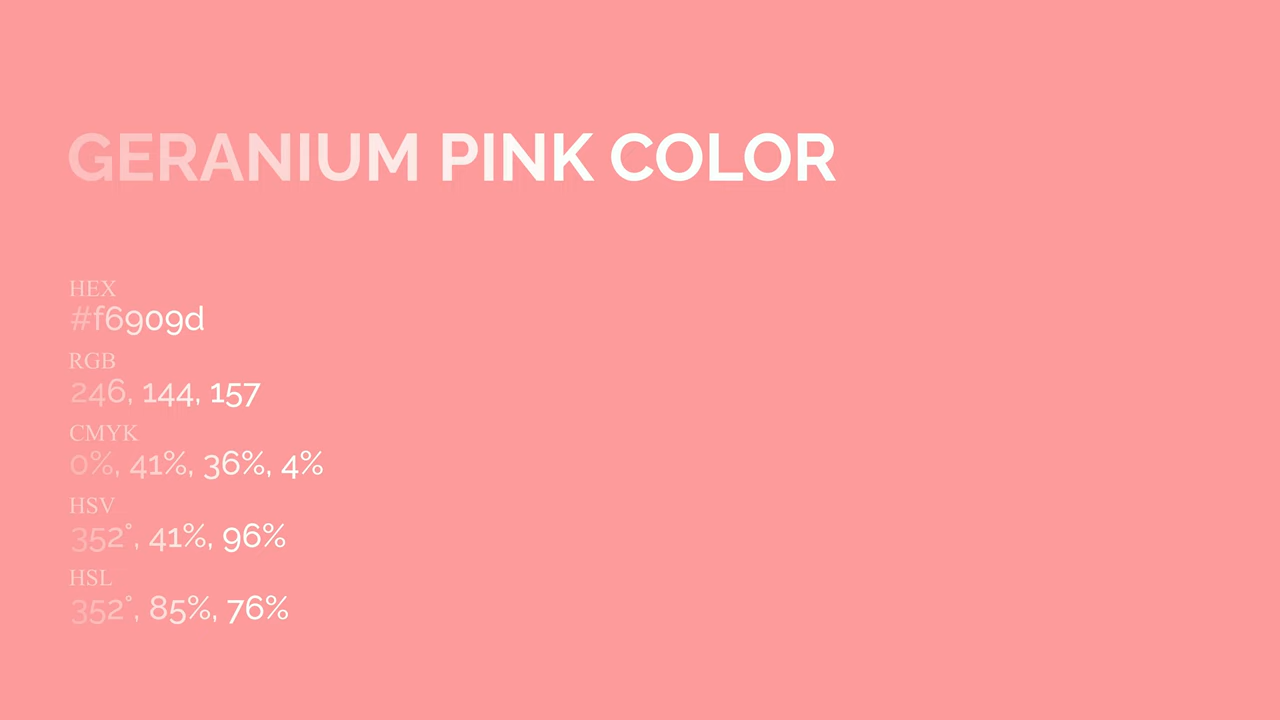 GERANIUM PINK COLOR
HEX
#f6909d
RGB
246, 144, 157
CMYK
0%, 41%, 36%, 4%
HSV
352°, 41%, 96%
HSL
352°, 85%, 76%